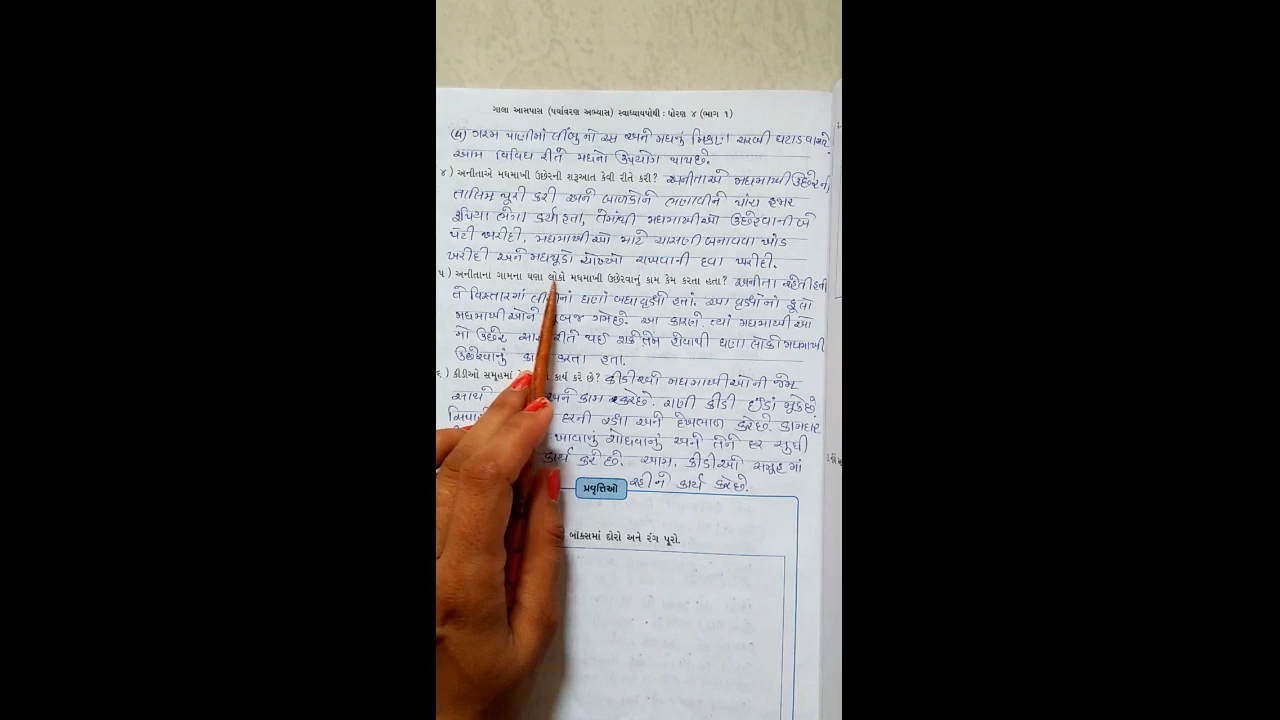 ગાલા આસપાસ (પર્યાવરણ અભ્યાસ) સ્વાધ્યાયપોથી : ધોરણ ૪ (ભાગ ૧)
(૫) ગરમ પાણીમાં લીંબુ નો રસ અને મધનું મિશ્રણ ચરબી ઘટાડવા માટે.
આમ વિવિધ રીતે મધનો ઉપયોગ થાય છે.
૪) અનીતાએ મધમાખી ઉછેરની શરૂઆત કેવી રીતે કરી? અનીતાએ મધમાખી ઉછેરની
તાલિમ પૂરી કરી અને બાળકોને ભણાવીને પાંચ હજાર
રૂપિયા ભેગા કર્યા હતા, તેમાંથી મધમાખીઓ ઉછેરવાની બે
પેટી ખરીદી, મધમાખીઓ માટે ચાસણી બનાવવા ખાંડ
ખરીદી અને મધપૂડો ચોખ્ખો રાખવાની દવા ખરીદી.
૫) અનીતાના ગામના ઘણા લોકો મધમાખી ઉછેરવાનું કામ કેમ કરતા હતા? અનીતા રહેતી હતી
તે વિસ્તારમાં ઘણાં બધા વૃક્ષો હતાં. આ વૃક્ષોનાં ફૂલો
મધમાખીઓને ગમે છે. આ કારણે ત્યાં મધમાખીઓ
નો ઉછેર રીતે થઈ શકે તેમ હોવાથી ઘણા લોકો મધમાખી
ઉછેરવાનું કરતા હતા.
૬) કીડીઓ સમૂહમાં કાર્ય કરે છે? કીડીઓ મધમાખીઓની જેમ
સાથે અને કામ કરે છે. રાણી કીડી ઈંડાં મૂકે છે
દરની રક્ષા અને દેખભાળ કરે છે. કામદાર
ખાવાનું શોધવાનું અને તેને દર સુધી
કાર્ય કરે છે. આમ, કીડીઓ સમૂહમાં
રહીને કાર્ય કરે છે.
પ્રવૃત્તિઓ
બૉક્સમાં દોરો અને રંગ પૂરો.